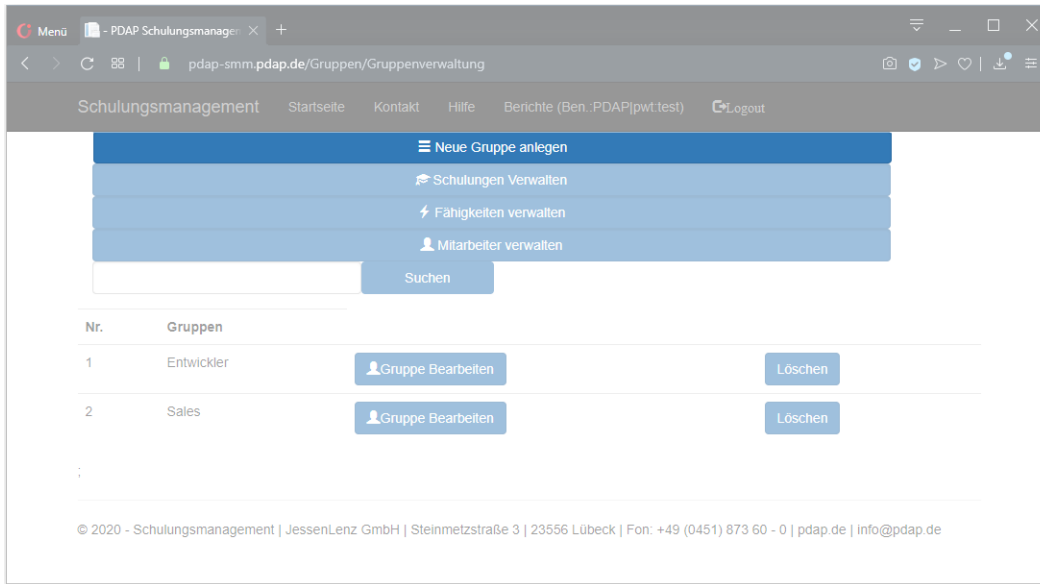 Menü - PDAP Schulungsmanager
pdap-smm.pdap.de/Gruppen/Gruppenverwaltung
Schulungsmanagement Startseite Kontakt Hilfe Berichte (Ben.:PDAP|pwt:test) Logout
Neue Gruppe anlegen
Schulungen Verwalten
Fähigkeiten verwalten
Mitarbeiter verwalten
Suchen
Nr. Gruppen
1 Entwickler Gruppe Bearbeiten Löschen
2 Sales Gruppe Bearbeiten Löschen
;
© 2020 - Schulungsmanagement | JessenLenz GmbH | Steinmetzstraße 3 | 23556 Lübeck | Fon: +49 (0451) 873 60 - 0 | pdap.de | info@pdap.de